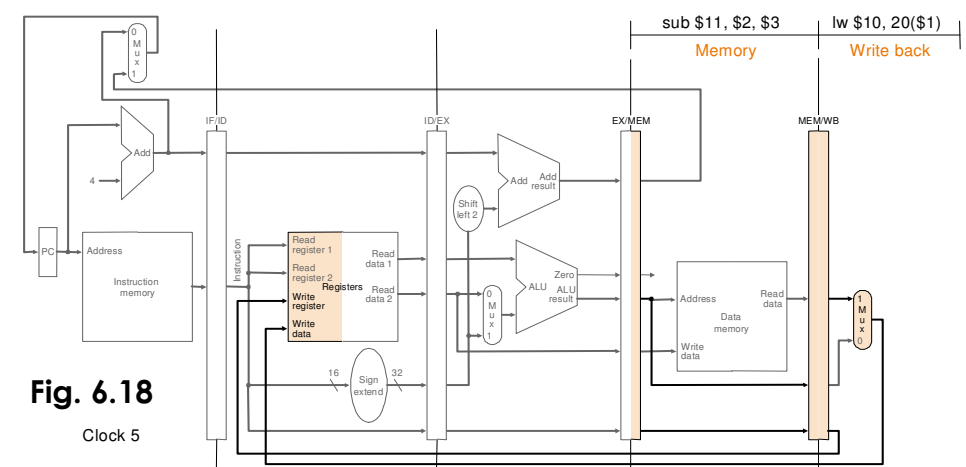 sub $11, $2, $3
lw $10, 20($1)
Memory
Write back
0
M
u
x
1
IF/ID
ID/EX
EX/MEM
MEM/WB
Add
4
Add
Add
result
Shift
left 2
PC
Address
Instruction
memory
Instruction
Read
register 1
Read
register 2
Write
register
Write
data
Registers
Read
data 1
Read
data 2
0
M
u
x
1
Zero
ALU
ALU
result
Address
Read
data
Data
memory
Write
data
1
M
u
x
0
16
Sign
extend
32
Fig. 6.18
Clock 5